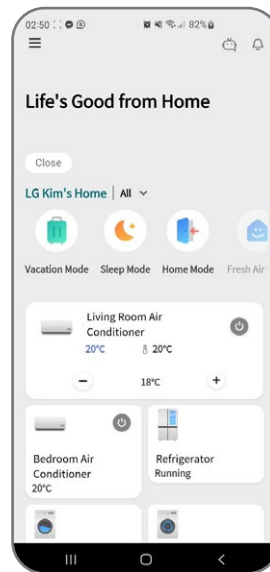 02:50
82%
Life's Good from Home
Close
LG Kim's Home | All
Vacation Mode Sleep Mode Home Mode Fresh Air
Living Room Air
Conditioner
20°C 20°C
18°C
Bedroom Air
Conditioner
20°C
Refrigerator
Running